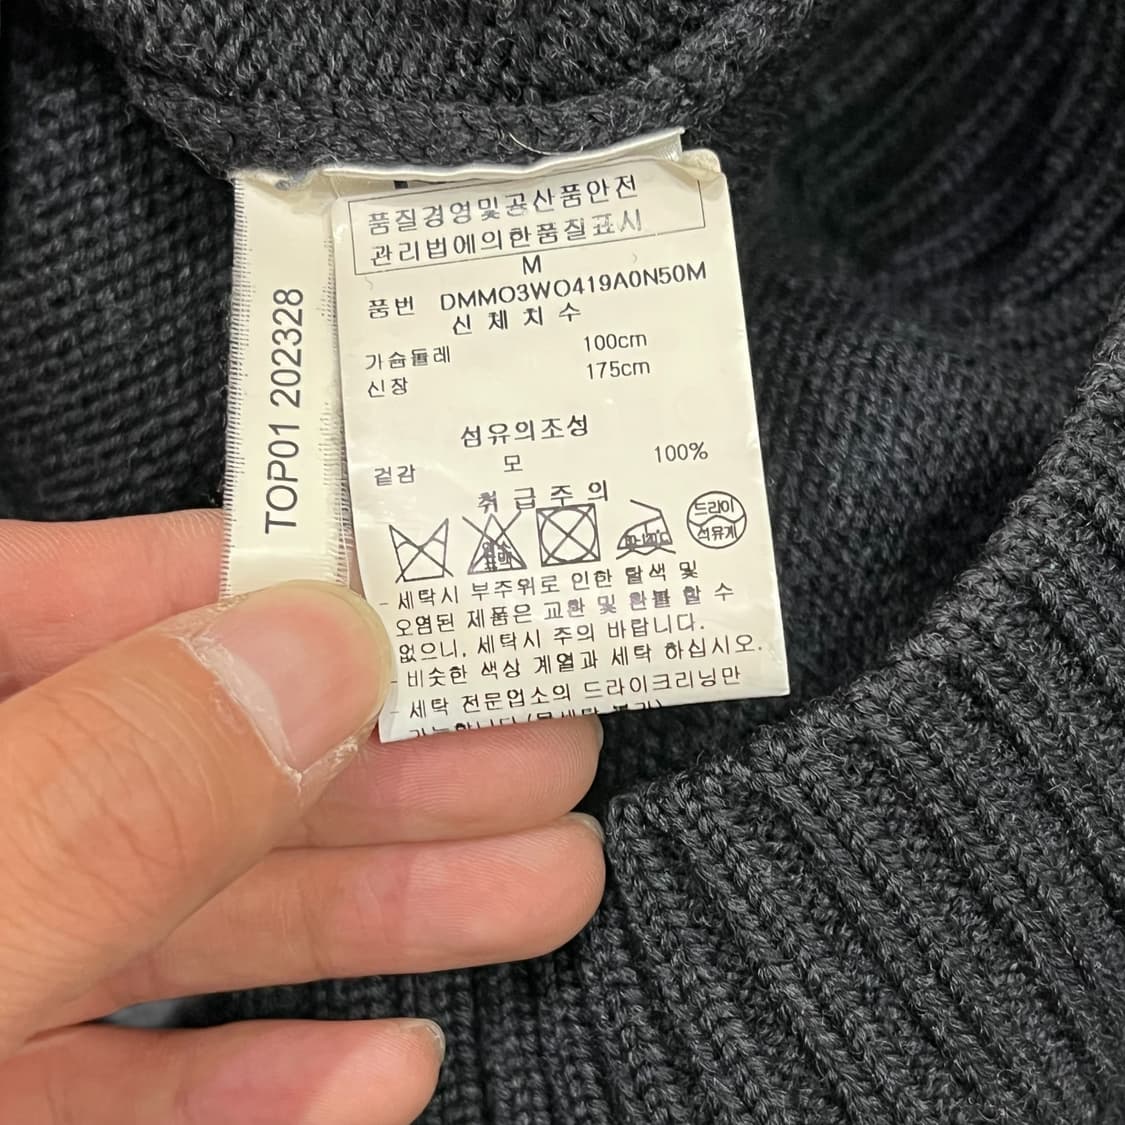 TOP01 202328
품질경영및공산품안전
관리법에의한품질표시
M
품번 DMMO3WO419A0N50M
신 체 치 수
가슴둘레 100cm
신장 175cm
섬유의조성
겉감 모 100%
취 급 주 의
드라이
석유계
- 세탁시 부주위로 인한 탈색 및
오염된 제품은 교환 및 환불 할 수
없으니, 세탁시 주의 바랍니다.
- 비슷한 색상 계열과 세탁 하십시오.
- 세탁 전문업소의 드라이크리닝만